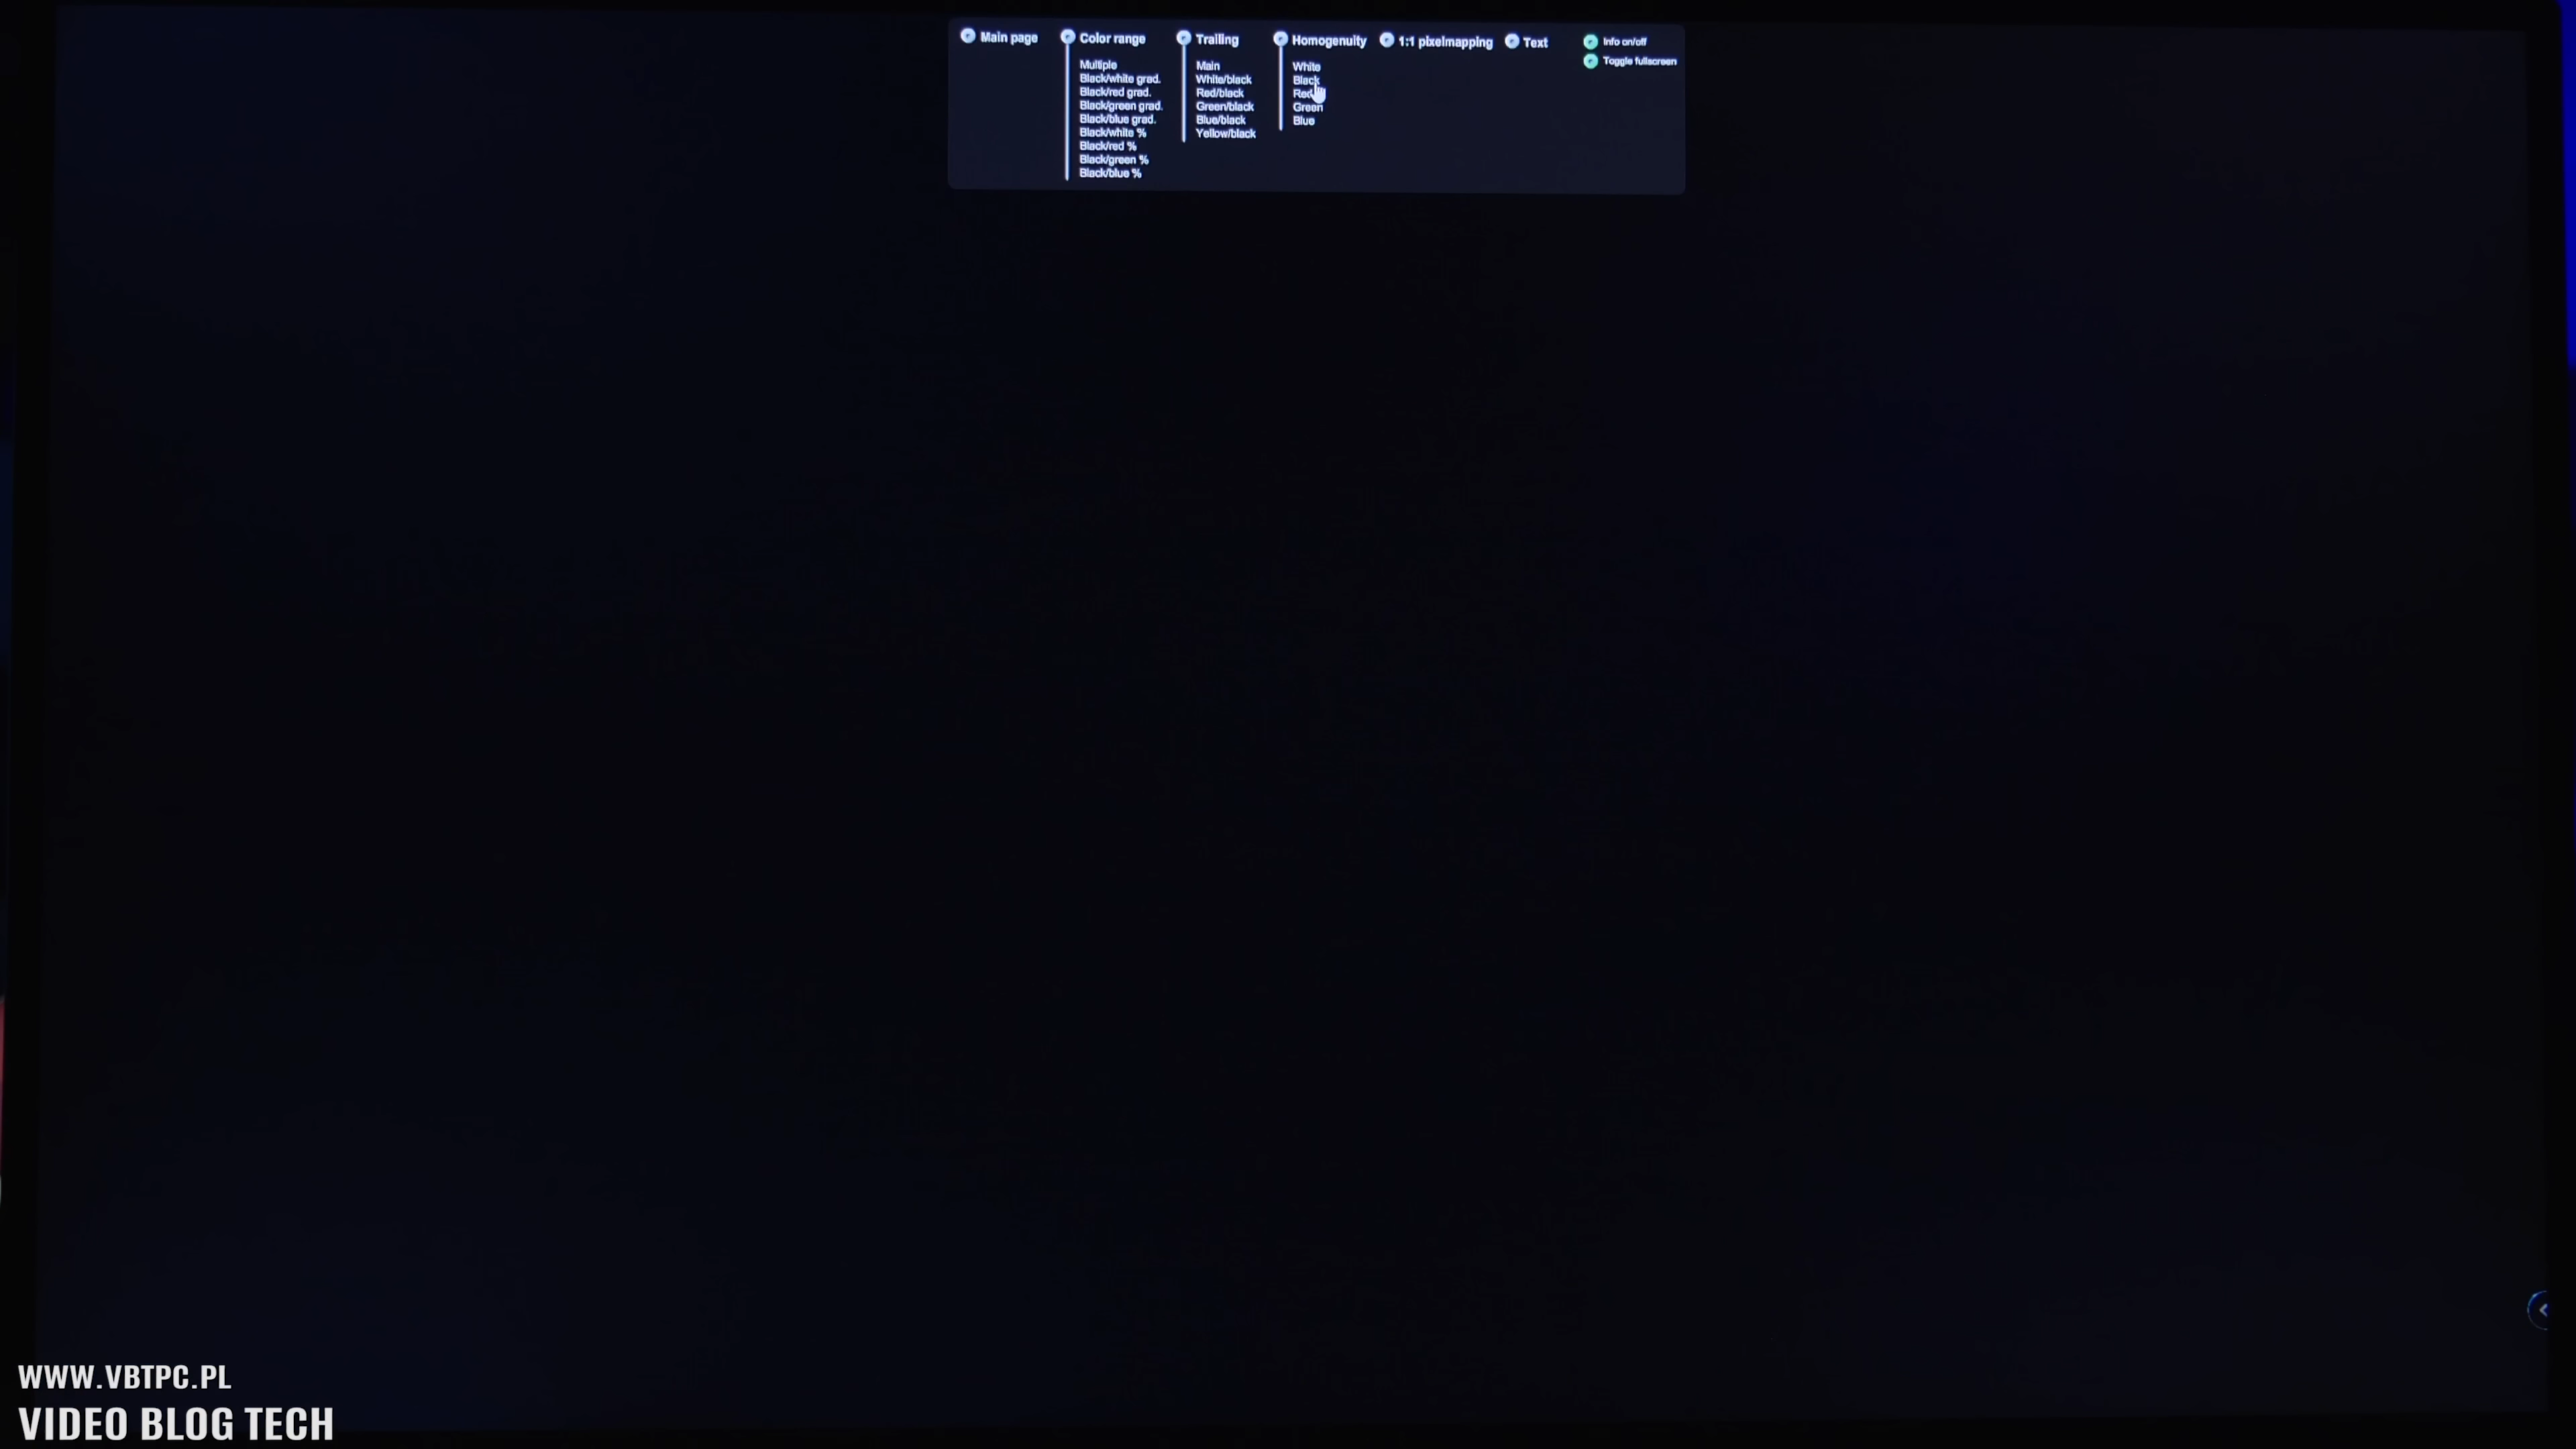 Main page
Color range
Multiple
Black/white grad.
Black/red grad.
Black/green grad.
Black/blue grad.
Black/white %
Black/red %
Black/green %
Black/blue %
Trailing
Main
White/black
Red/black
Green/black
Blue/black
Yellow/black
Homogenuity
White
Black
Red
Green
Blue
1:1 pixelmapping
Text
Info on/off
Toggle fullscreen
WWW.VBTPC.PL
VIDEO BLOG TECH